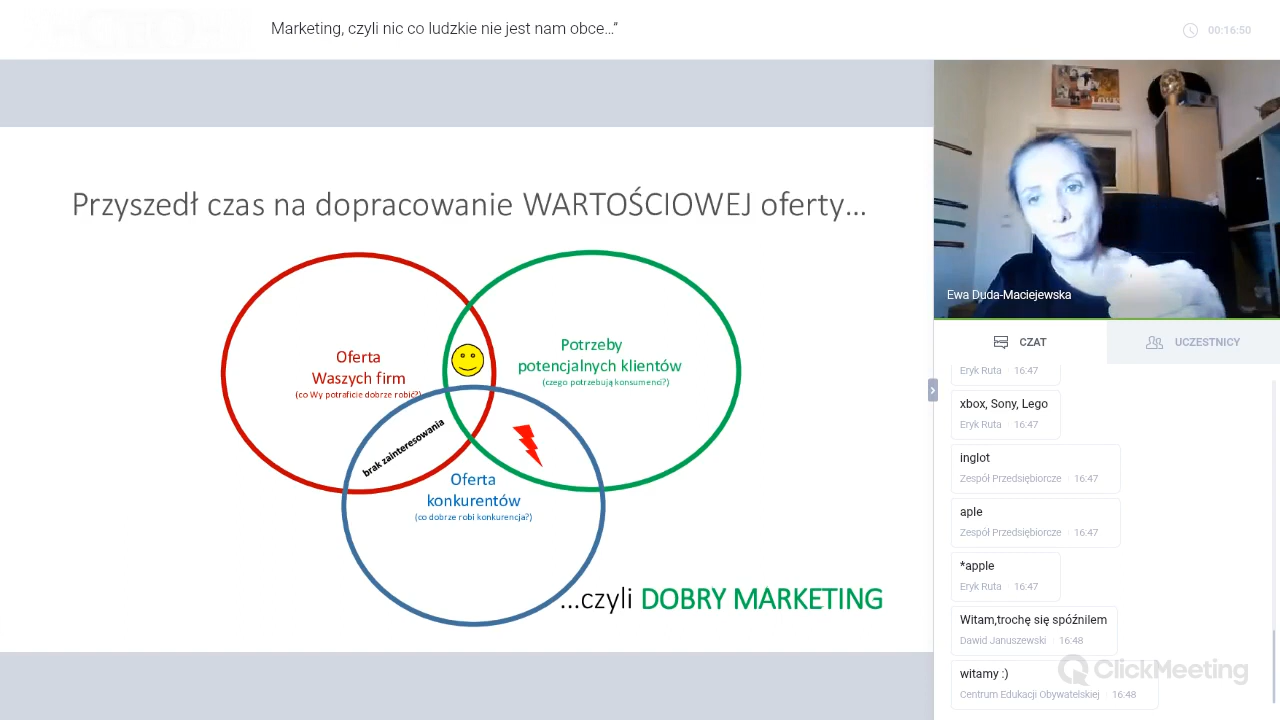 Marketing, czyli nic co ludzkie nie jest nam obce..."
00:16:50
Przyszedł czas na dopracowanie WARTOŚCIOWEJ oferty...
Oferta
Waszych firm
(co Wy potraficie dobrze robić?)
Potrzeby
potencjalnych klientów
(czego potrzebują konsumenci?)
brak zainteresowania
Oferta
konkurentów
(co dobrze robi konkurencja?)
...czyli DOBRY MARKETING
LOVE
Ewa Duda-Maciejewska
CZAT
UCZESTNICY
Eryk Ruta 16:47
xbox, Sony, Lego
Eryk Ruta 16:47
inglot
Zespół Przedsiębiorcze 16:47
aple
Zespół Przedsiębiorcze 16:47
*apple
Eryk Ruta 16:47
Witam,trochę się spóźnilem
Dawid Januszewski 16:48
witamy :)
Centrum Edukacji Obywatelskiej 16:48
ClickMeeting